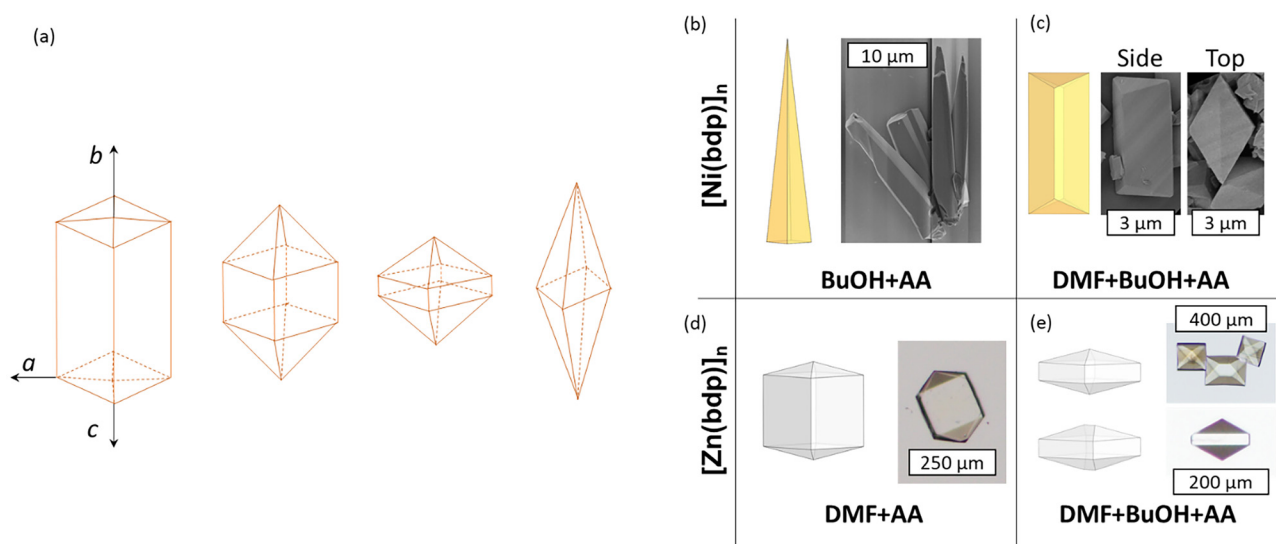 (a)
b
a
c
(b)
[Ni(bdp)]n
10 μm
BuOH+AA
(c)
Side Top
3 μm 3 μm
DMF+BuOH+AA
(d)
[Zn(bdp)]n
250 μm
DMF+AA
(e)
400 μm
200 μm
DMF+BuOH+AA